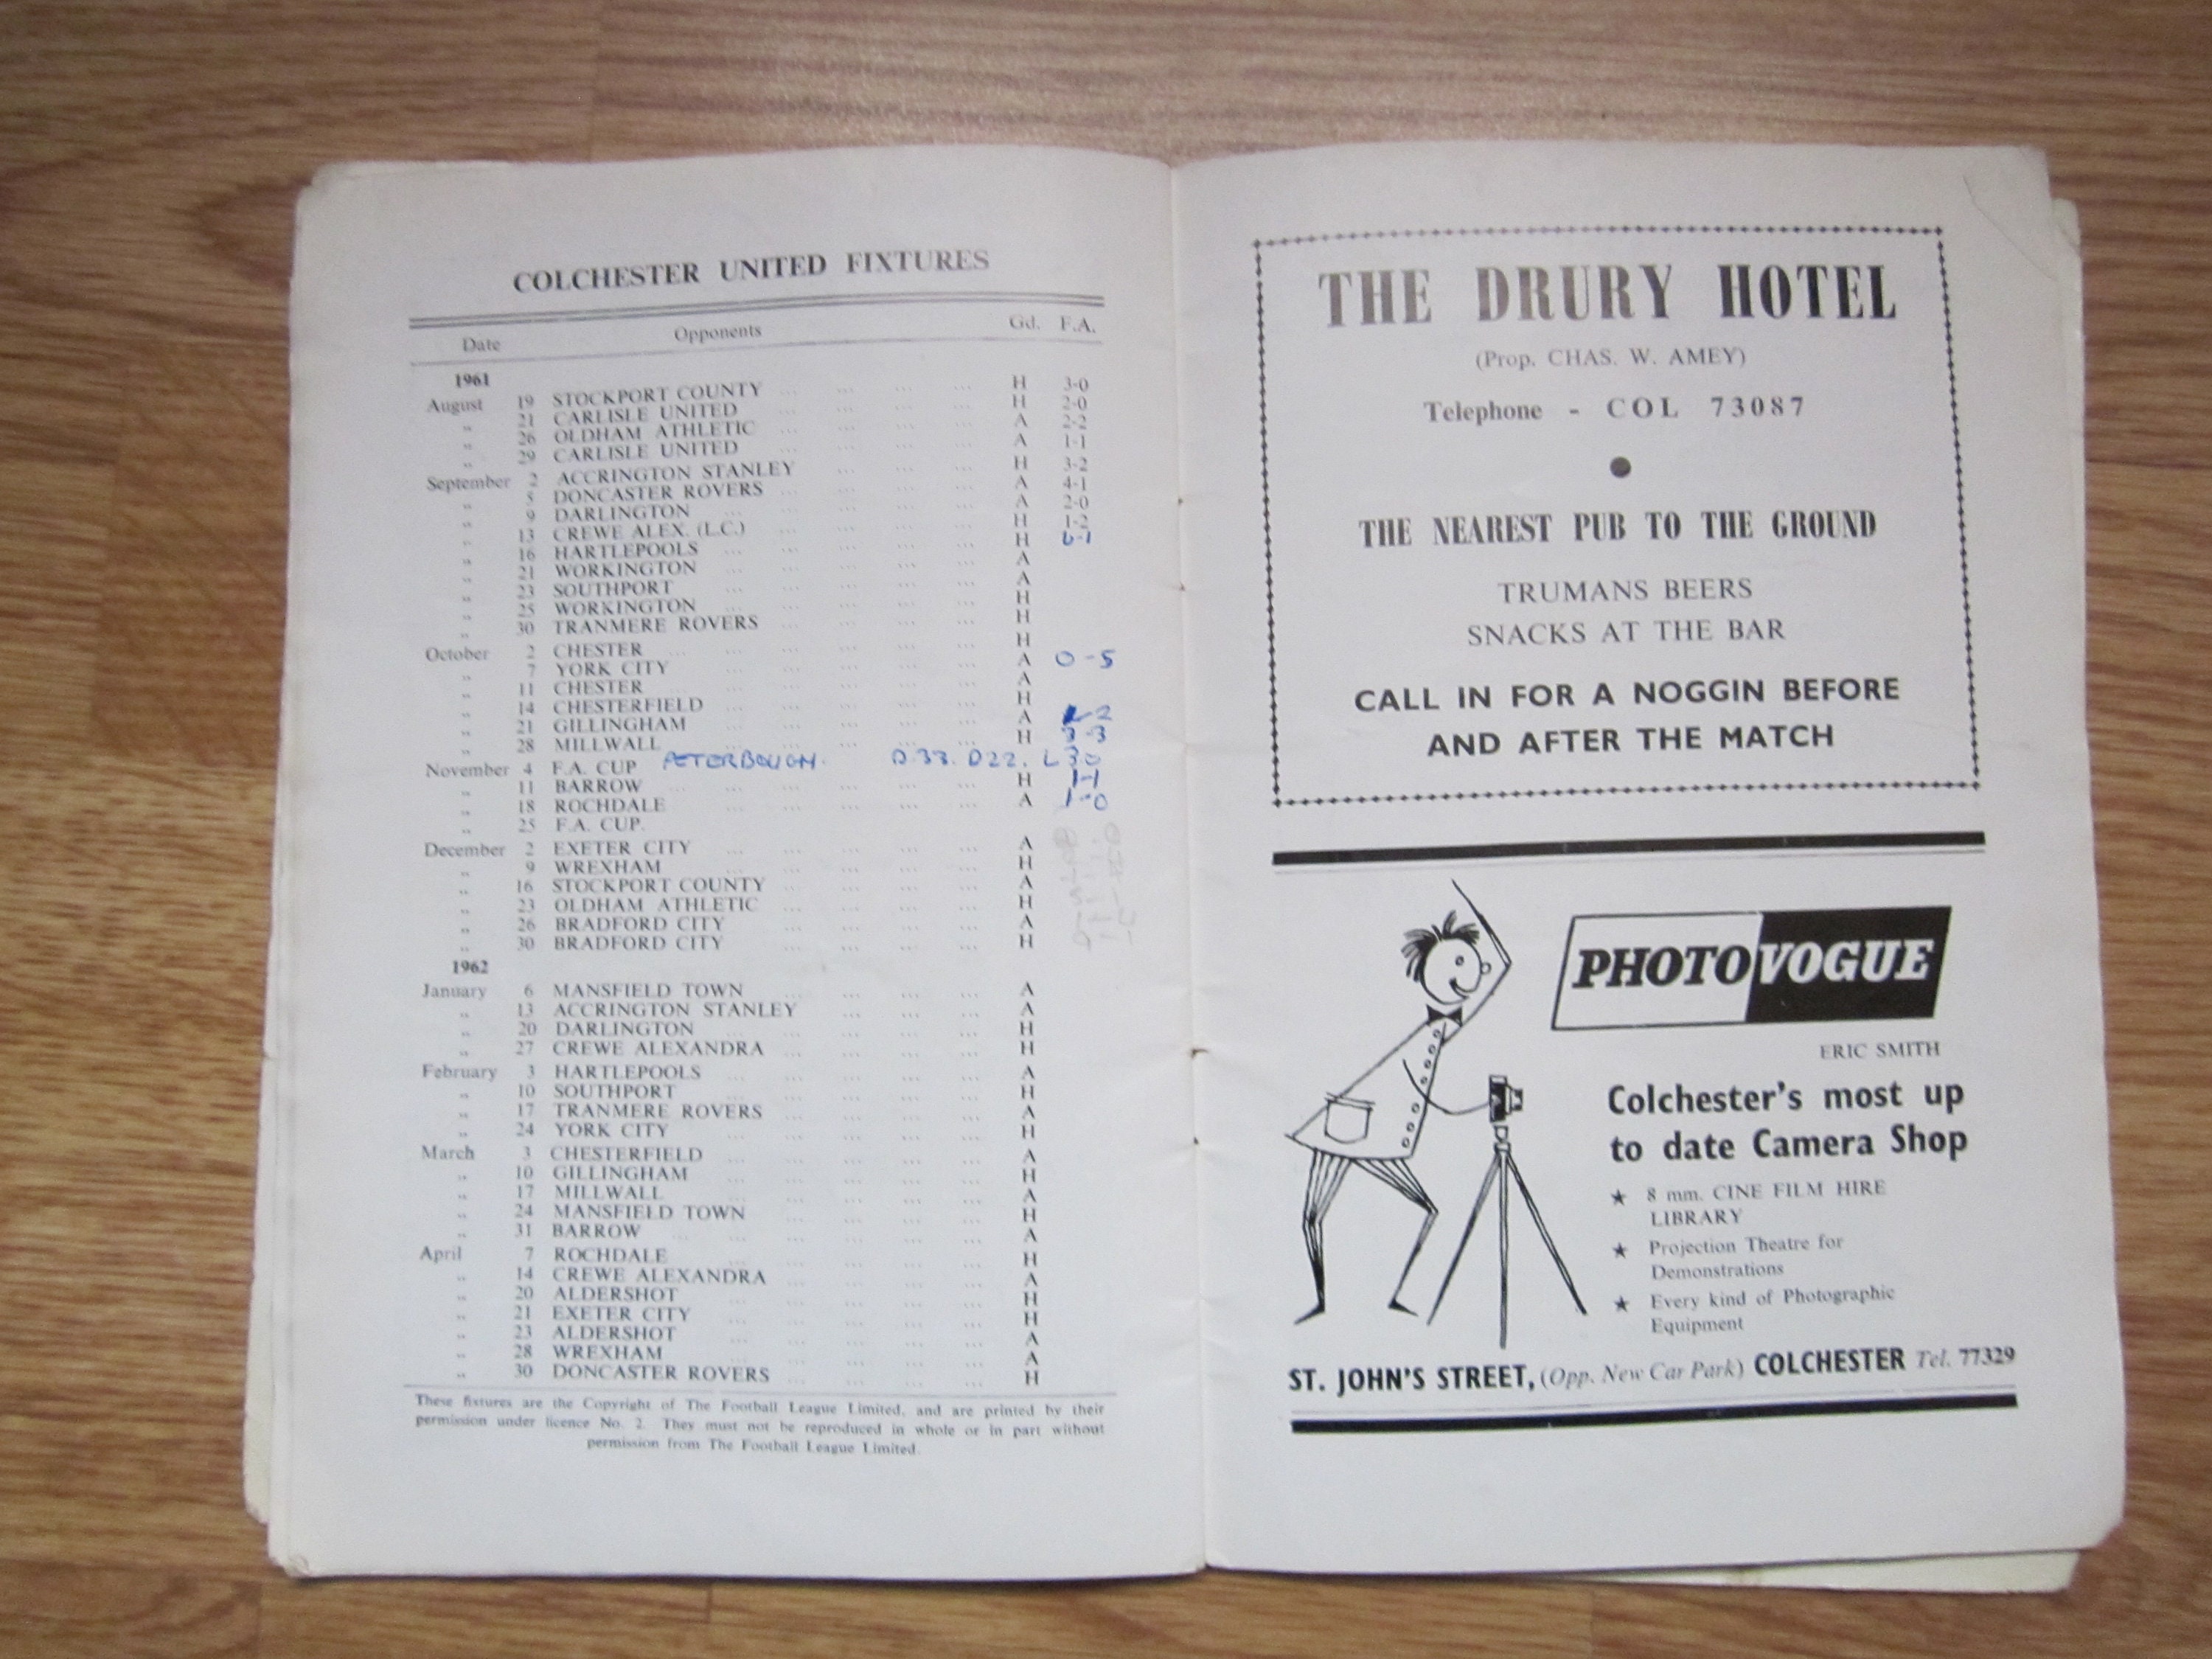 COLCHESTER UNITED FIXTURES
Date Opponents Gd. F.A.
1961
August 19 STOCKPORT COUNTY ... ... ... ... H 3-0
„ 21 CARLISLE UNITED ... ... ... ... H 2-0
„ 26 OLDHAM ATHLETIC ... ... ... ... A 2-2
„ 29 CARLISLE UNITED ... ... ... ... A 1-1
September 2 ACCRINGTON STANLEY ... ... ... H 3-2
„ 5 DONCASTER ROVERS ... ... ... ... A 4-1
„ 9 DARLINGTON ... ... ... ... A 2-0
„ 13 CREWE ALEX. (L.C.) ... ... ... ... H 1-2
„ 16 HARTLEPOOLS ... ... ... ... H 6-1
„ 21 WORKINGTON ... ... ... ... A
„ 23 SOUTHPORT ... ... ... ... A
„ 25 WORKINGTON ... ... ... ... H
„ 30 TRANMERE ROVERS ... ... ... ... H
October 2 CHESTER ... ... ... ... H
„ 7 YORK CITY ... ... ... ... A 0-5
„ 11 CHESTER ... ... ... ... A
„ 14 CHESTERFIELD ... ... ... ... H
„ 21 GILLINGHAM ... ... ... ... A
„ 28 MILLWALL ... ... ... ... H 3-3
November 4 F.A. CUP PETERBOUGH. D33. D22. L 30
„ 11 BARROW ... ... ... ... H 1-1
„ 18 ROCHDALE ... ... ... ... A 1-0
„ 25 F.A. CUP.
December 2 EXETER CITY ... ... ... ... A
„ 9 WREXHAM ... ... ... ... H
„ 16 STOCKPORT COUNTY ... ... ... ... A
„ 23 OLDHAM ATHLETIC ... ... ... ... H
„ 26 BRADFORD CITY ... ... ... ... A
„ 30 BRADFORD CITY ... ... ... ... H
1962
January 6 MANSFIELD TOWN ... ... ... ... A
„ 13 ACCRINGTON STANLEY ... ... ... A
„ 20 DARLINGTON ... ... ... ... H
„ 27 CREWE ALEXANDRA ... ... ... ... H
February 3 HARTLEPOOLS ... ... ... ... A
„ 10 SOUTHPORT ... ... ... ... H
„ 17 TRANMERE ROVERS ... ... ... ... A
„ 24 YORK CITY ... ... ... ... H
March 3 CHESTERFIELD ... ... ... ... A
„ 10 GILLINGHAM ... ... ... ... H
„ 17 MILLWALL ... ... ... ... A
„ 24 MANSFIELD TOWN ... ... ... ... H
„ 31 BARROW ... ... ... ... A
April 7 ROCHDALE ... ... ... ... H
„ 14 CREWE ALEXANDRA ... ... ... ... A
„ 20 ALDERSHOT ... ... ... ... H
„ 21 EXETER CITY ... ... ... ... H
„ 23 ALDERSHOT ... ... ... ... A
„ 28 WREXHAM ... ... ... ... A
„ 30 DONCASTER ROVERS ... ... ... ... H
These fixtures are the Copyright of The Football League Limited, and are printed by their
permission under licence No. 2. They must not be reproduced in whole or in part without
permission from The Football League Limited.
THE DRURY HOTEL
(Prop. CHAS. W. AMEY)
Telephone - COL 73087
THE NEAREST PUB TO THE GROUND
TRUMANS BEERS
SNACKS AT THE BAR
CALL IN FOR A NOGGIN BEFORE
AND AFTER THE MATCH
PHOTOVOGUE
ERIC SMITH
Colchester's most up
to date Camera Shop
★ 8 mm. CINE FILM HIRE
LIBRARY
★ Projection Theatre for
Demonstrations
★ Every kind of Photographic
Equipment
ST. JOHN'S STREET, (Opp. New Car Park) COLCHESTER Tel. 77329